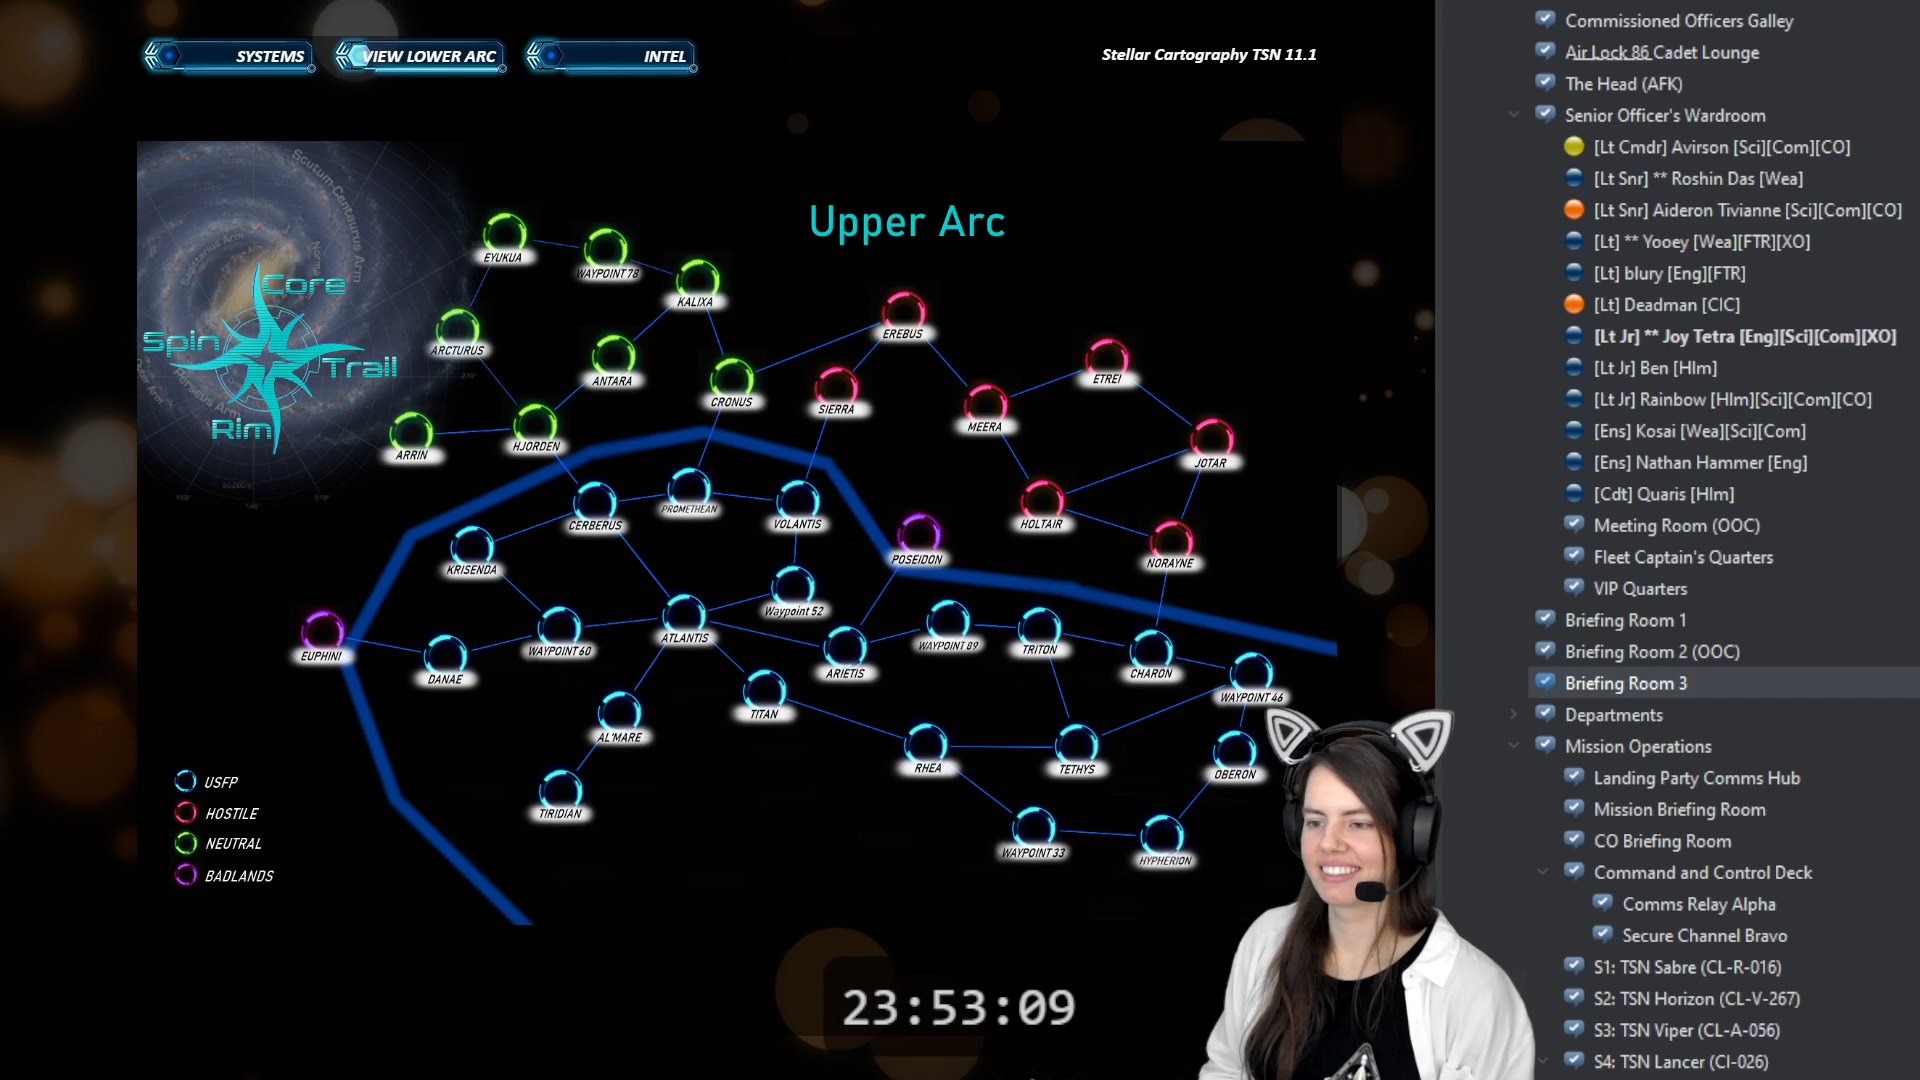 SYSTEMS
VIEW LOWER ARC
INTEL
Stellar Cartography TSN 11.1
Upper Arc
Core
Spin
Trail
Rim
Scutum-Centaurus Arm
EYUKUA
WAYPOINT 78
KALIXA
EREBUS
ARCTURUS
ANTARA
CRONUS
SIERRA
ETREI
MEERA
ARRIN
HJORDEN
JOTAR
CERBERUS
PROMETHEAN
VOLANTIS
HOLTAIR
KRISENDA
POSEIDON
NORAYNE
Waypoint 52
EUPHINI
DANAE
WAYPOINT 60
ATLANTIS
ARIETIS
WAYPOINT 89
TRITON
CHARON
WAYPOINT 46
AL'MARE
TITAN
RHEA
TETHYS
OBERON
TIRIDIAN
WAYPOINT 33
HYPHERION
USFP
HOSTILE
NEUTRAL
BADLANDS
23:53:09
Commissioned Officers Galley
Air Lock 86 Cadet Lounge
The Head (AFK)
Senior Officer's Wardroom
[Lt Cmdr] Avirson [Sci][Com][CO]
[Lt Snr] ** Roshin Das [Wea]
[Lt Snr] Aideron Tivianne [Sci][Com][CO]
[Lt] ** Yooey [Wea][FTR][XO]
[Lt] blury [Eng][FTR]
[Lt] Deadman [CIC]
[Lt Jr] ** Joy Tetra [Eng][Sci][Com][XO]
[Lt Jr] Ben [Hlm]
[Lt Jr] Rainbow [Hlm][Sci][Com][CO]
[Ens] Kosai [Wea][Sci][Com]
[Ens] Nathan Hammer [Eng]
[Cdt] Quaris [Hlm]
Meeting Room (OOC)
Fleet Captain's Quarters
VIP Quarters
Briefing Room 1
Briefing Room 2 (OOC)
Briefing Room 3
Departments
Mission Operations
Landing Party Comms Hub
Mission Briefing Room
CO Briefing Room
Command and Control Deck
Comms Relay Alpha
Secure Channel Bravo
S1: TSN Sabre (CL-R-016)
S2: TSN Horizon (CL-V-267)
S3: TSN Viper (CL-A-056)
S4: TSN Lancer (CI-026)